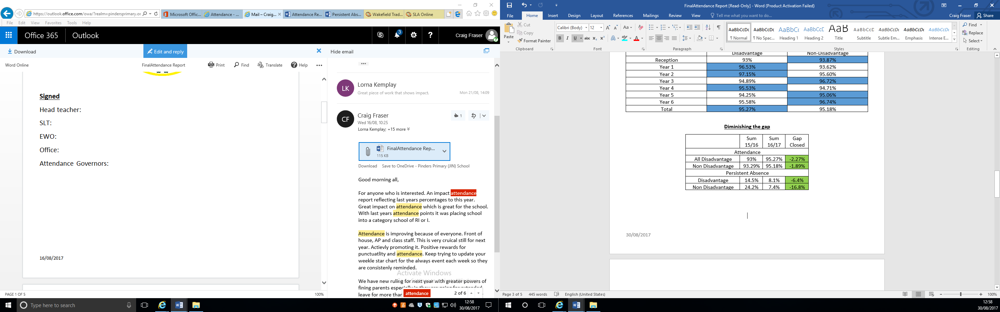 https://outlook.office.com/owa/?realm=pindersprimary.or
Microsoft Offic...
Attendance - ...
Mail – Craig...
Attendance Re...
Persistent Abs...
Wakefield Trad...
SLA Online
File Edit View Favorites Tools Help
Office 365 Outlook
3
Craig Fraser
Download
Edit and reply
Hide email
Word Online
FinalAttendance Report
Print Find Translate Help
Signed
Head teacher:
SLT:
EWO:
Office:
Attendance Governors:
16/08/2017
PAGE 1 OF 5
100%
LK
Lorna Kemplay
Great piece of work that shows impact.
Mon 21/08, 14:09
CF
Craig Fraser
Wed 16/08, 10:25
Lorna Kemplay; +15 more
1
FinalAttendance Rep...
115 KB
Download Save to OneDrive - Pinders Primary (JIN) School
Good morning all,
For anyone who is interested. An impact attendance
report reflecting last years percentages to this year.
Great impact on attendance which is great for the school.
With last years attendance points it was placing school
into a category school of RI or I.
Attendance is improving because of everyone. Front of
house, AP and class staff. This is very cruical still for next
year. Actievly promoting it. Positive rewards for
punctuatlity and attendance. Keep trying to update your
weekle star chart for the always event each week so they
are consistenly reminded.
Activate Windows
We have new ruling for next year with greater powers of
fining parents
leave for more than
attendance
2 of 6
Type here to search
12:58
30/08/2017
FinalAttendance Report [Read-Only] - Word (Product Activation Failed)
File Home Insert Design Layout References Mailings Review View Tell me what you want to do...
Craig Fraser Share
Paste
Cut
Copy
Format Painter
Clipboard
Calibri (Body) 12
Font
Paragraph
AaBbCcDc AaBbCcDc AaBbCc AaBbCcE AaB AaBbCcD AaBbCcDc AaBbCcDc AaBbCcDc
¶ Normal ¶ No Spac... Heading 1 Heading 2 Title Subtitle Subtle Em... Emphasis Intense E...
Styles
Find
Replace
Select
Editing
Disadvantage Non-Disadvantage
Reception 93% 93.87%
Year 1 96.53% 93.62%
Year 2 97.15% 95.60%
Year 3 94.89% 96.72%
Year 4 95.53% 94.71%
Year 5 94.25% 95.06%
Year 6 95.58% 96.74%
Total 95.27% 95.18%
Diminishing the gap
Sum 15/16 Sum 16/17 Gap Closed
Attendance
All Disadvantage 93% 95.27% -2.27%
Non Disadvantage 93.29% 95.18% -1.89%
Persistent Absence
Disadvantage 14.5% 8.1% -6.4%
Non Disadvantage 24.2% 7.4% -16.8%
30/08/2017
Page 3 of 5 445 words English (United States)
100%
12:58
30/08/2017